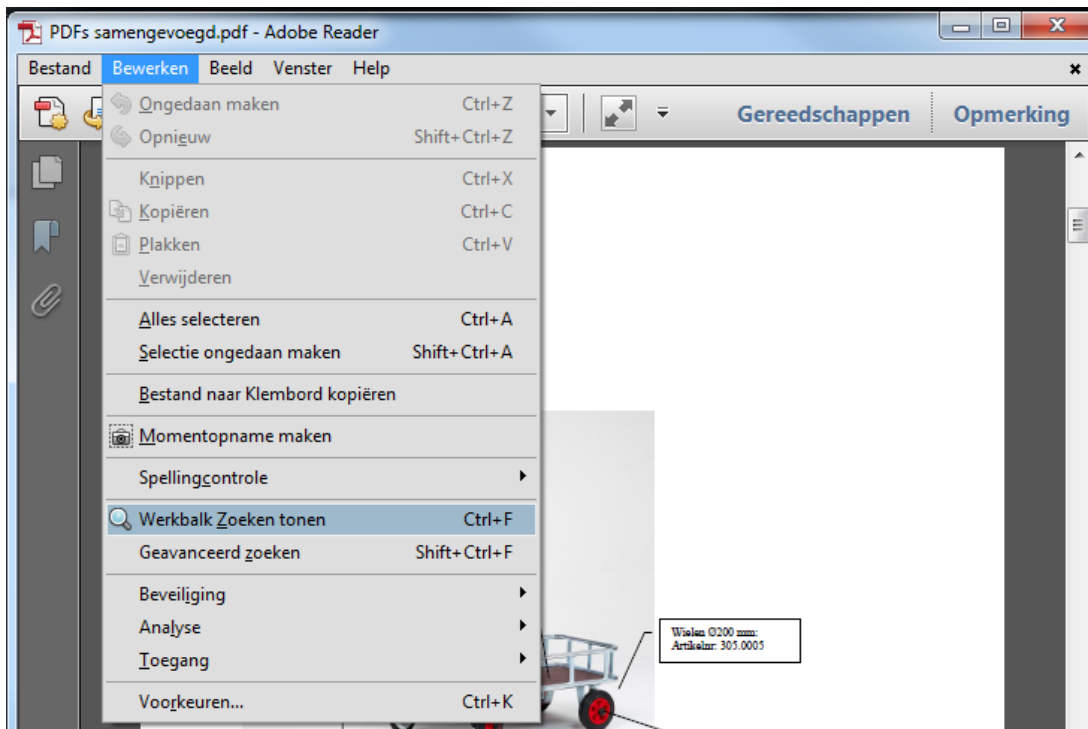 PDFs samengevoegd.pdf - Adobe Reader
Bestand Bewerken Beeld Venster Help
Gereedschappen Opmerking
Ongedaan maken Ctrl+Z
Opnieuw Shift+Ctrl+Z
Knippen Ctrl+X
Kopiëren Ctrl+C
Plakken Ctrl+V
Verwijderen
Alles selecteren Ctrl+A
Selectie ongedaan maken Shift+Ctrl+A
Bestand naar Klembord kopiëren
Momentopname maken
Spellingcontrole
Werkbalk Zoeken tonen Ctrl+F
Geavanceerd zoeken Shift+Ctrl+F
Beveiliging
Analyse
Toegang
Voorkeuren... Ctrl+K
Wielen Ø200 mm:
Artikelnr: 305.0005